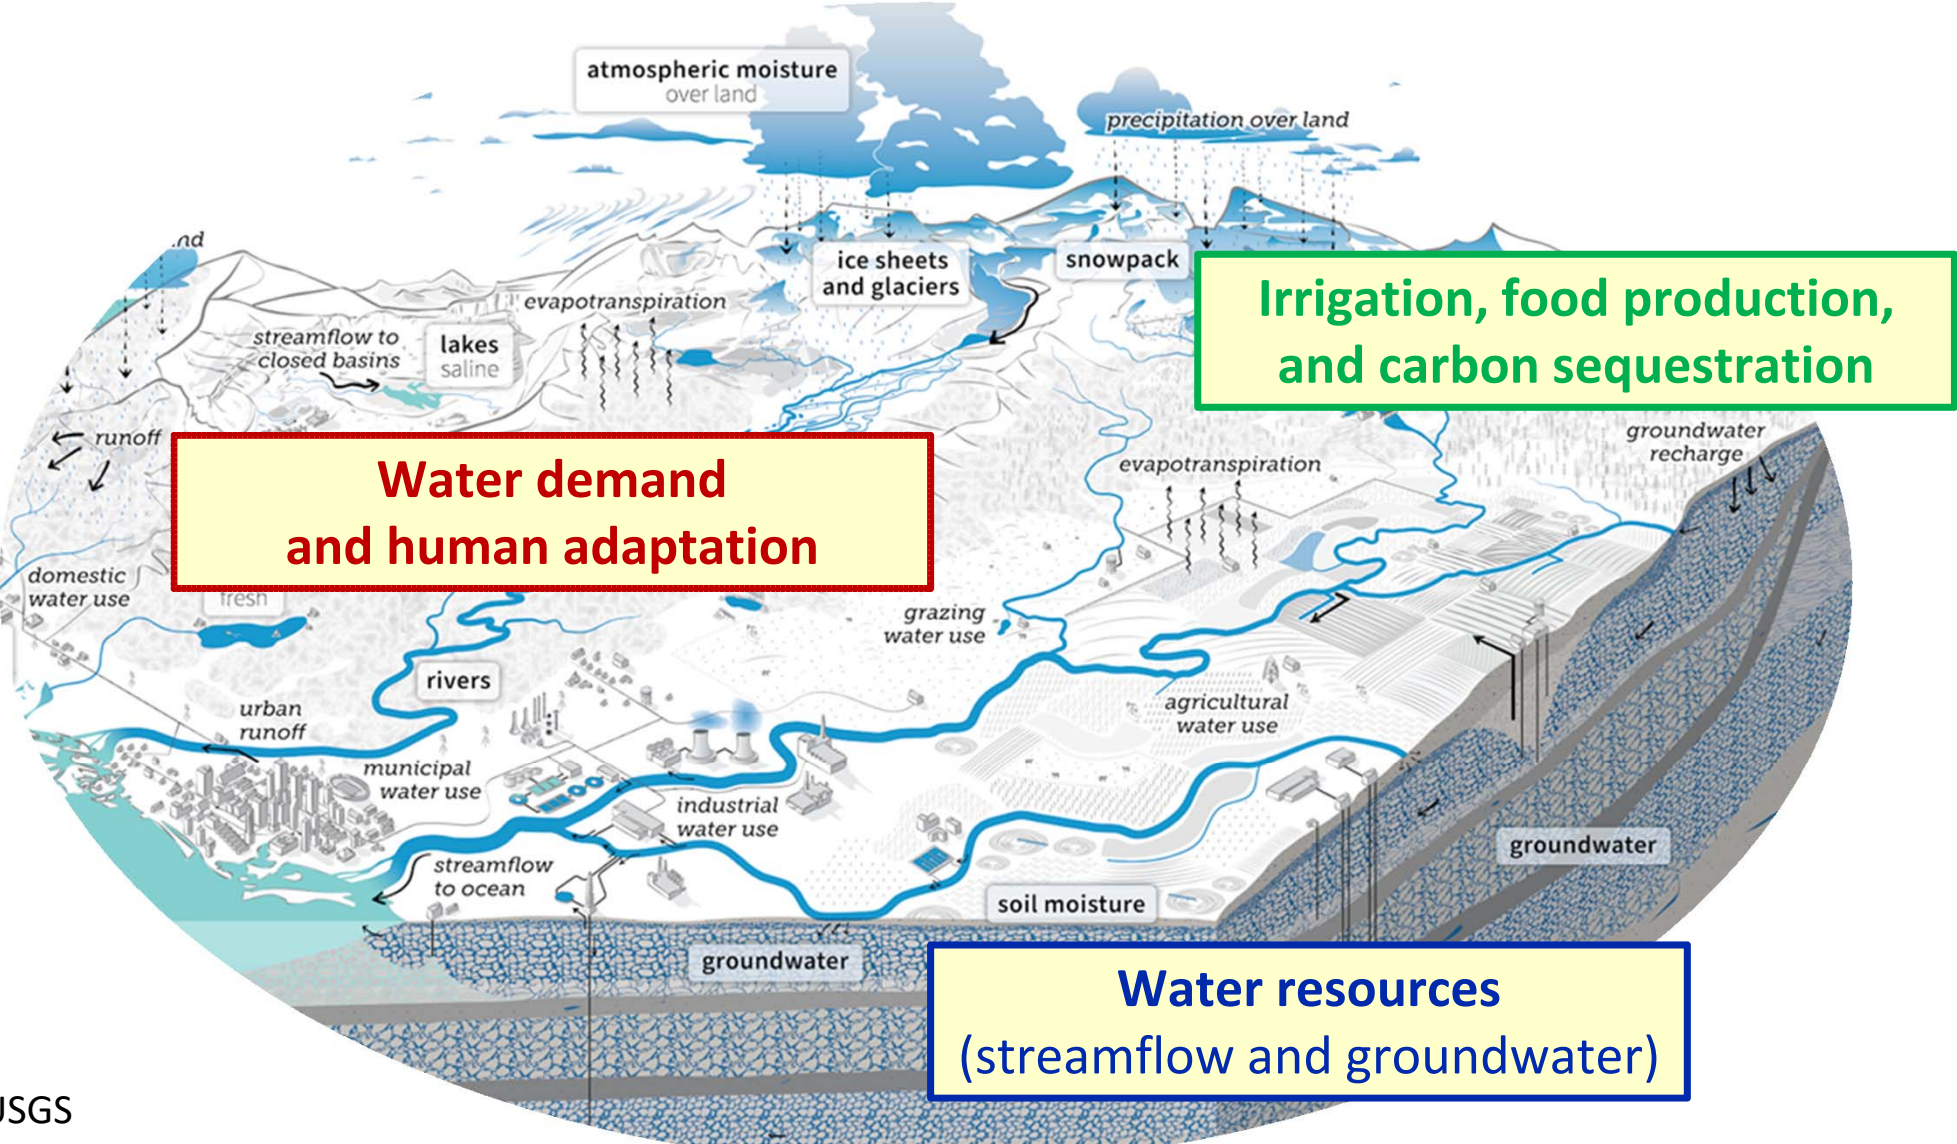 atmospheric moisture
over land
precipitation over land
ice sheets
and glaciers
snowpack
Irrigation, food production,
and carbon sequestration
evapotranspiration
streamflow to
closed basins
lakes
saline
runoff
groundwater
recharge
Water demand
and human adaptation
evapotranspiration
domestic
water use
fresh
grazing
water use
rivers
urban
runoff
agricultural
water use
municipal
water use
industrial
water use
groundwater
streamflow
to ocean
soil moisture
groundwater
Water resources
(streamflow and groundwater)
USGS